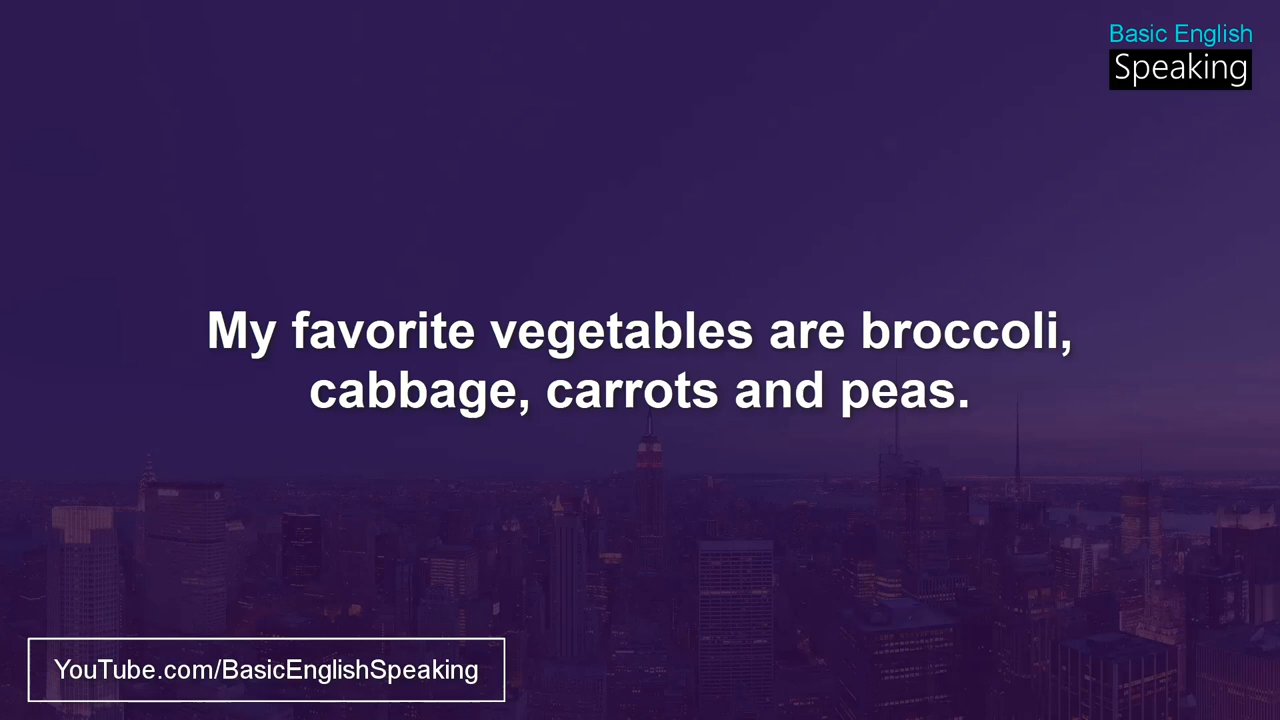 Basic English
Speaking
My favorite vegetables are broccoli,
cabbage, carrots and peas.
YouTube.com/BasicEnglishSpeaking